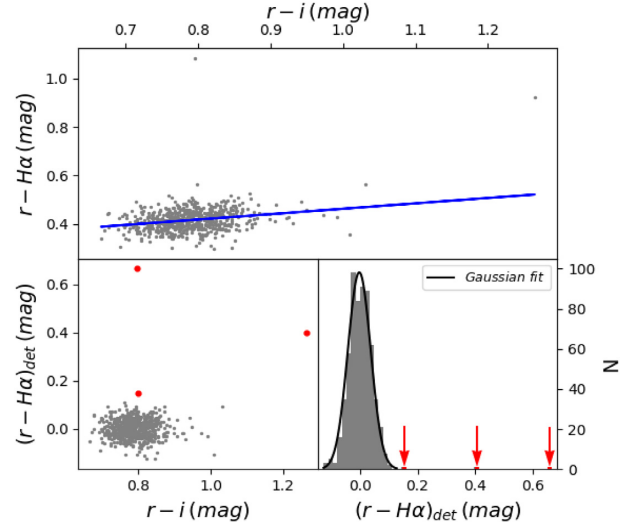 r − i (mag)
0.7 0.8 0.9 1.0 1.1 1.2
r − Hα (mag)
1.0
0.8
0.6
0.4
(r − Hα)det (mag)
0.6
0.4
0.2
0.0
0.8 1.0 1.2
r − i (mag)
Gaussian fit
100
80
60
40
20
0
N
0.0 0.2 0.4 0.6
(r − Hα)det (mag)